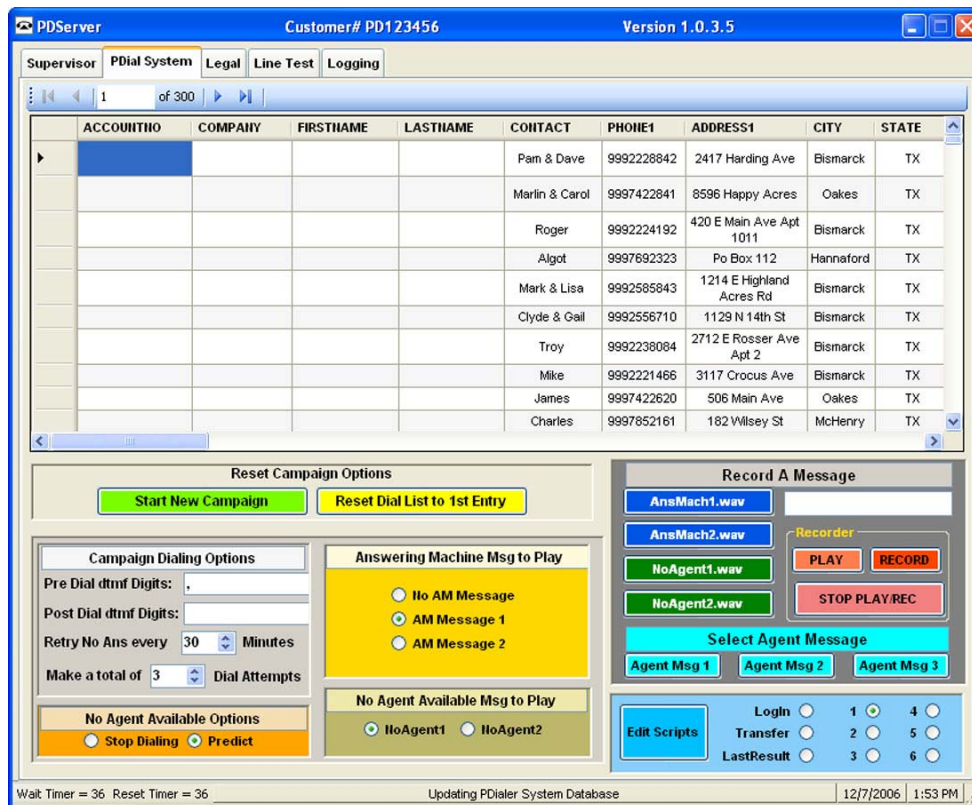 PDServer Customer# PD123456 Version 1.0.3.5
Supervisor PDial System Legal Line Test Logging
1 of 300
ACCOUNTNO COMPANY FIRSTNAME LASTNAME CONTACT PHONE1 ADDRESS1 CITY STATE
Pam & Dave 9992228842 2417 Harding Ave Bismarck TX
Marlin & Carol 9997422841 8596 Happy Acres Oakes TX
Roger 9992224192 420 E Main Ave Apt 1011 Bismarck TX
Algot 9997692323 Po Box 112 Hannaford TX
Mark & Lisa 9992585843 1214 E Highland Acres Rd Bismarck TX
Clyde & Gail 9992556710 1129 N 14th St Bismarck TX
Troy 9992238084 2712 E Rosser Ave Apt 2 Bismarck TX
Mike 9992221466 3117 Crocus Ave Bismarck TX
James 9997422620 506 Main Ave Oakes TX
Charles 9997852161 182 Wilsey St McHenry TX
Reset Campaign Options
Start New Campaign Reset Dial List to 1st Entry
Campaign Dialing Options
Pre Dial dtmf Digits: ,
Post Dial dtmf Digits:
Retry No Ans every 30 Minutes
Make a total of 3 Dial Attempts
No Agent Available Options
Stop Dialing Predict
Answering Machine Msg to Play
No AM Message
AM Message 1
AM Message 2
No Agent Available Msg to Play
NoAgent1 NoAgent2
Record A Message
AnsMach1.wav
AnsMach2.wav
NoAgent1.wav
NoAgent2.wav
Recorder
PLAY RECORD
STOP PLAY/REC
Select Agent Message
Agent Msg 1 Agent Msg 2 Agent Msg 3
Edit Scripts
LogIn 1 4
Transfer 2 5
LastResult 3 6
Wait Timer = 36 Reset Timer = 36 Updating PDialer System Database 12/7/2006 1:53 PM